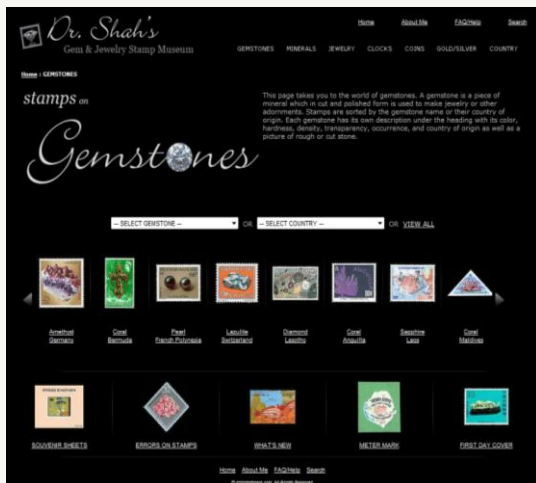 Dr. Shah's
Gem & Jewelry Stamp Museum
Home About Me FAQ/Help Search
GEMSTONES MINERALS JEWELRY CLOCKS COINS GOLD/SILVER COUNTRY
Home : GEMSTONES
stamps on
Gemstones
This page takes you to the world of gemstones. A gemstone is a piece of
mineral which in cut and polished form is used to make jewelry or other
adornments. Stamps are sorted by the gemstone name or their country of
origin. Each gemstone has its own description under the heading with its color,
hardness, density, transparency, occurrence, and country of origin as well as a
picture of rough or cut stone.
-- SELECT GEMSTONE -- OR -- SELECT COUNTRY -- OR VIEW ALL
Amethyst Coral Pearl Lazulite Diamond Coral Sapphire Coral
Germany Bermuda French Polynesia Switzerland Lesotho Anguilla Laos Maldives
SOUVENIR SHEETS ERRORS ON STAMPS WHAT'S NEW METER MARK FIRST DAY COVER
Home About Me FAQ/Help Search
All Rights Reserved